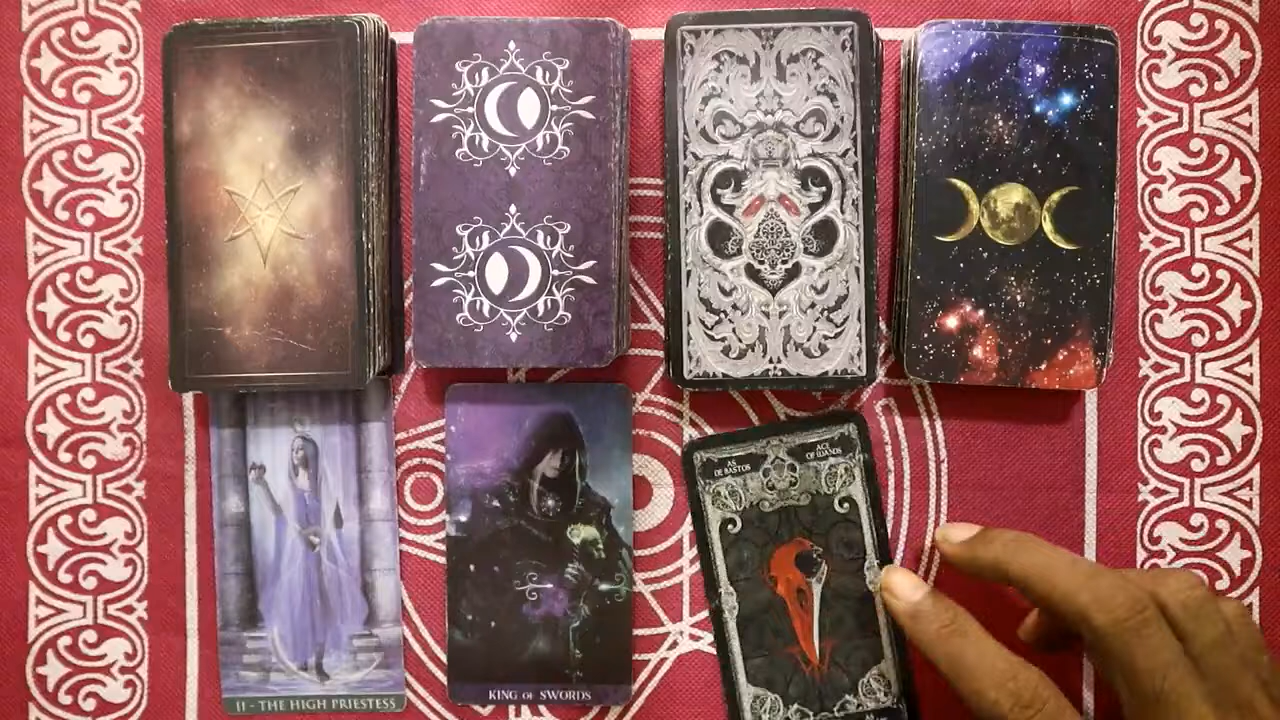 AS
DE BASTOS
ACE
OF WANDS
II - THE HIGH PRIESTESS
KING OF SWORDS